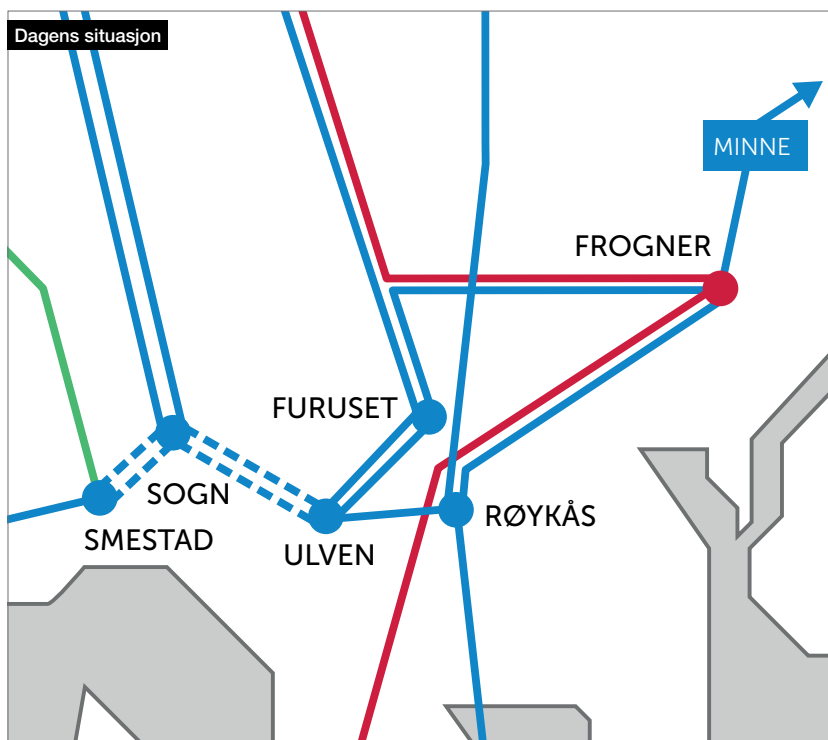 Dagens situasjon
MINNE
FROGNER
FURUSET
SOGN
RØYKÅS
SMESTAD
ULVEN